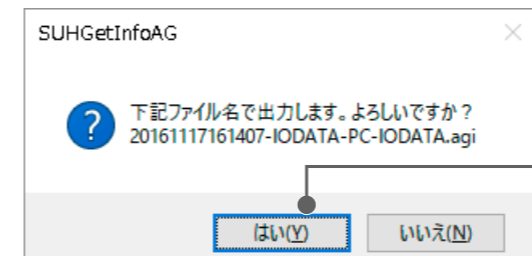 SUHGetInfoAG
下記ファイル名で出力します。よろしいですか？
20161117161407-IODATA-PC-IODATA.agi
はい(Y)
いいえ(N)